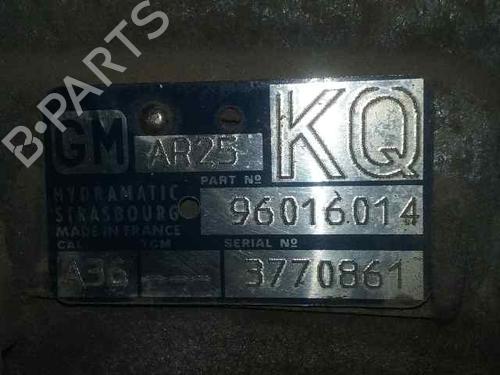 B-PARTS
GM AR25 KQ
PART Nº
HYDRAMATIC
STRASBOURG 96016014
MADE IN FRANCE
SERIAL Nº
A36 3770861